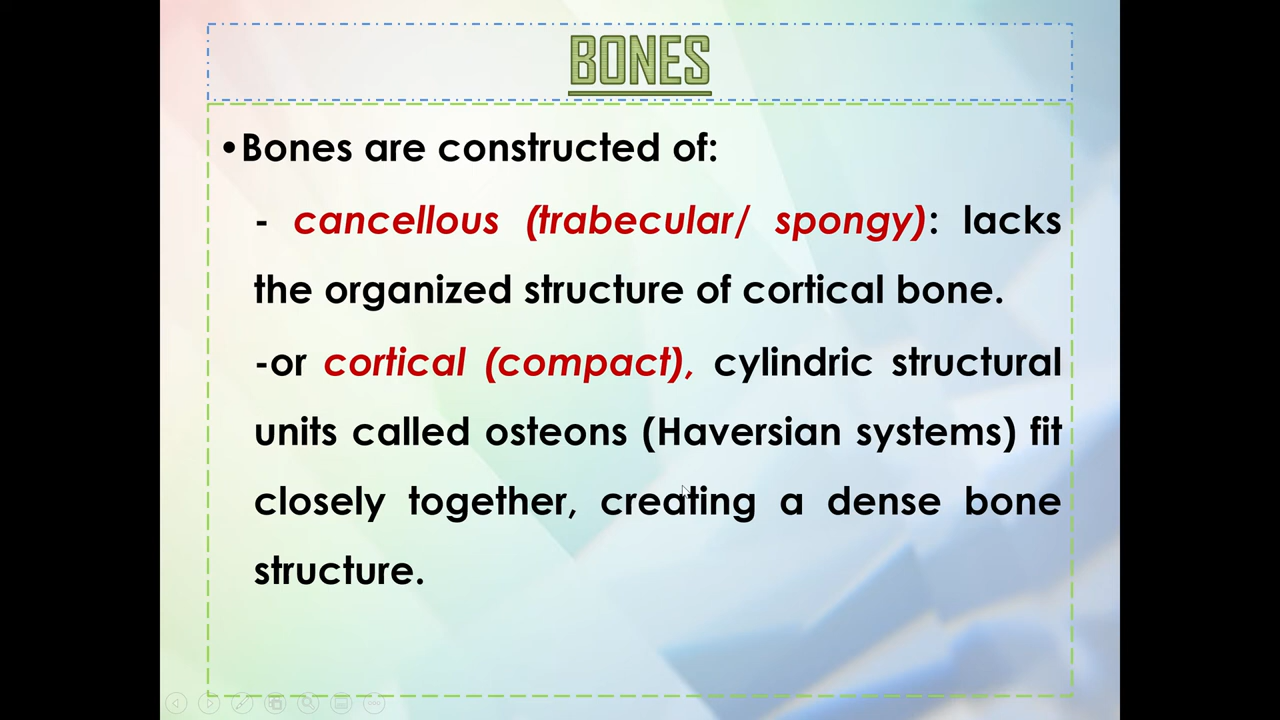 BONES
•Bones are constructed of:
- cancellous (trabecular/ spongy): lacks
the organized structure of cortical bone.
-or cortical (compact), cylindric structural
units called osteons (Haversian systems) fit
closely together, creating a dense bone
structure.